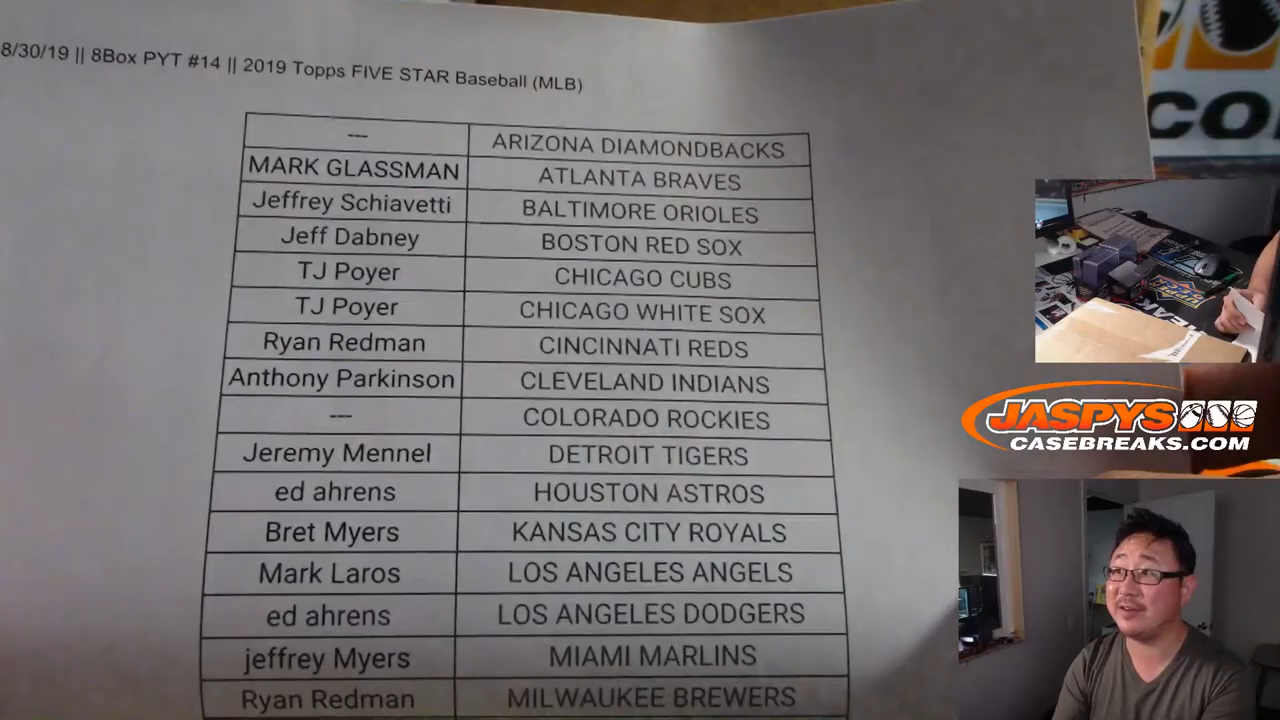 8/30/19 || 8Box PYT #14 || 2019 Topps FIVE STAR Baseball (MLB)
--- ARIZONA DIAMONDBACKS
MARK GLASSMAN ATLANTA BRAVES
Jeffrey Schiavetti BALTIMORE ORIOLES
Jeff Dabney BOSTON RED SOX
TJ Poyer CHICAGO CUBS
TJ Poyer CHICAGO WHITE SOX
Ryan Redman CINCINNATI REDS
Anthony Parkinson CLEVELAND INDIANS
--- COLORADO ROCKIES
Jeremy Mennel DETROIT TIGERS
ed ahrens HOUSTON ASTROS
Bret Myers KANSAS CITY ROYALS
Mark Laros LOS ANGELES ANGELS
ed ahrens LOS ANGELES DODGERS
jeffrey Myers MIAMI MARLINS
Ryan Redman MILWAUKEE BREWERS
.CO
JASPYS
CASEBREAKS.COM